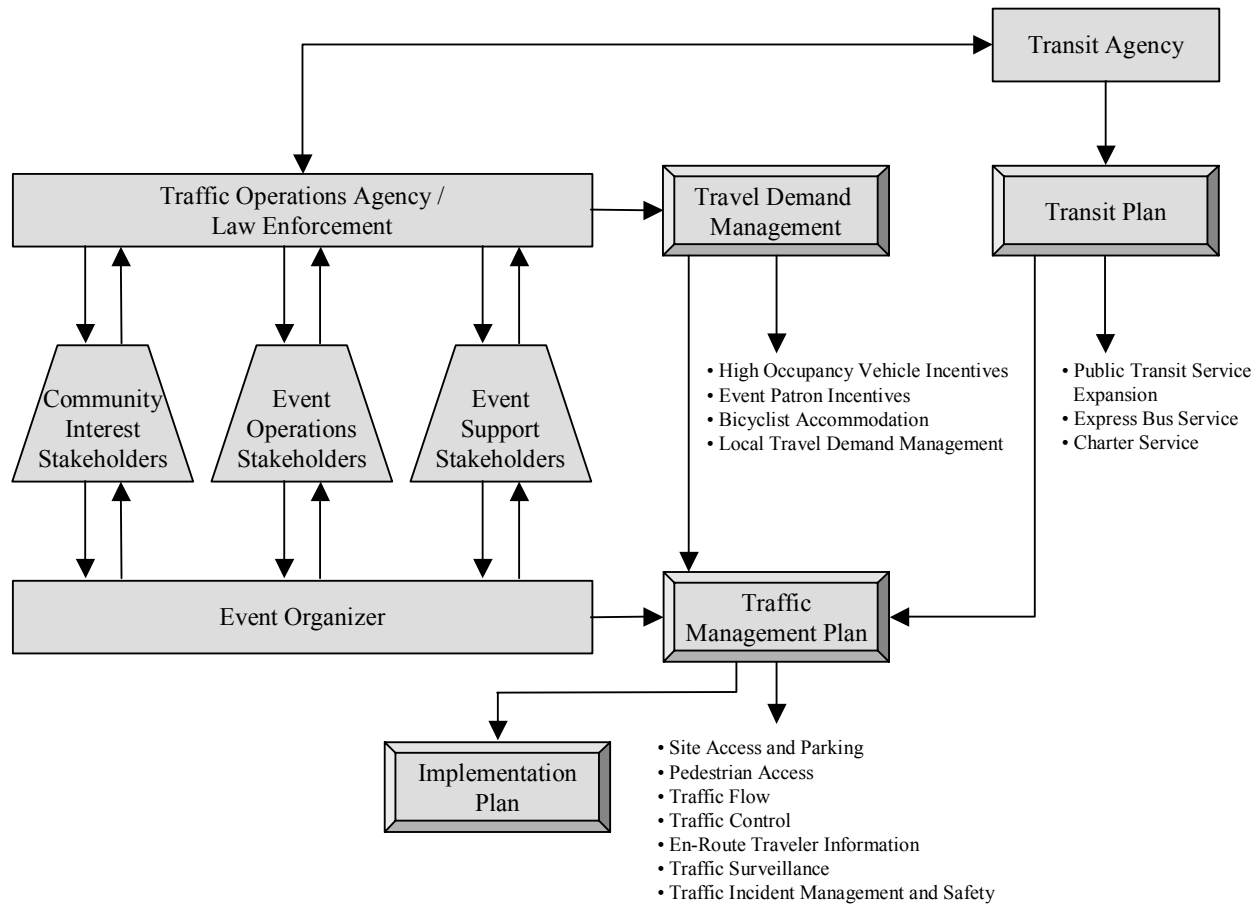 Transit Agency
Traffic Operations Agency /
Law Enforcement
Travel Demand
Management
Transit Plan
• High Occupancy Vehicle Incentives
• Event Patron Incentives
• Bicyclist Accommodation
• Local Travel Demand Management
• Public Transit Service
Expansion
• Express Bus Service
• Charter Service
Community
Interest
Stakeholders
Event
Operations
Stakeholders
Event
Support
Stakeholders
Event Organizer
Traffic
Management Plan
Implementation
Plan
• Site Access and Parking
• Pedestrian Access
• Traffic Flow
• Traffic Control
• En-Route Traveler Information
• Traffic Surveillance
• Traffic Incident Management and Safety